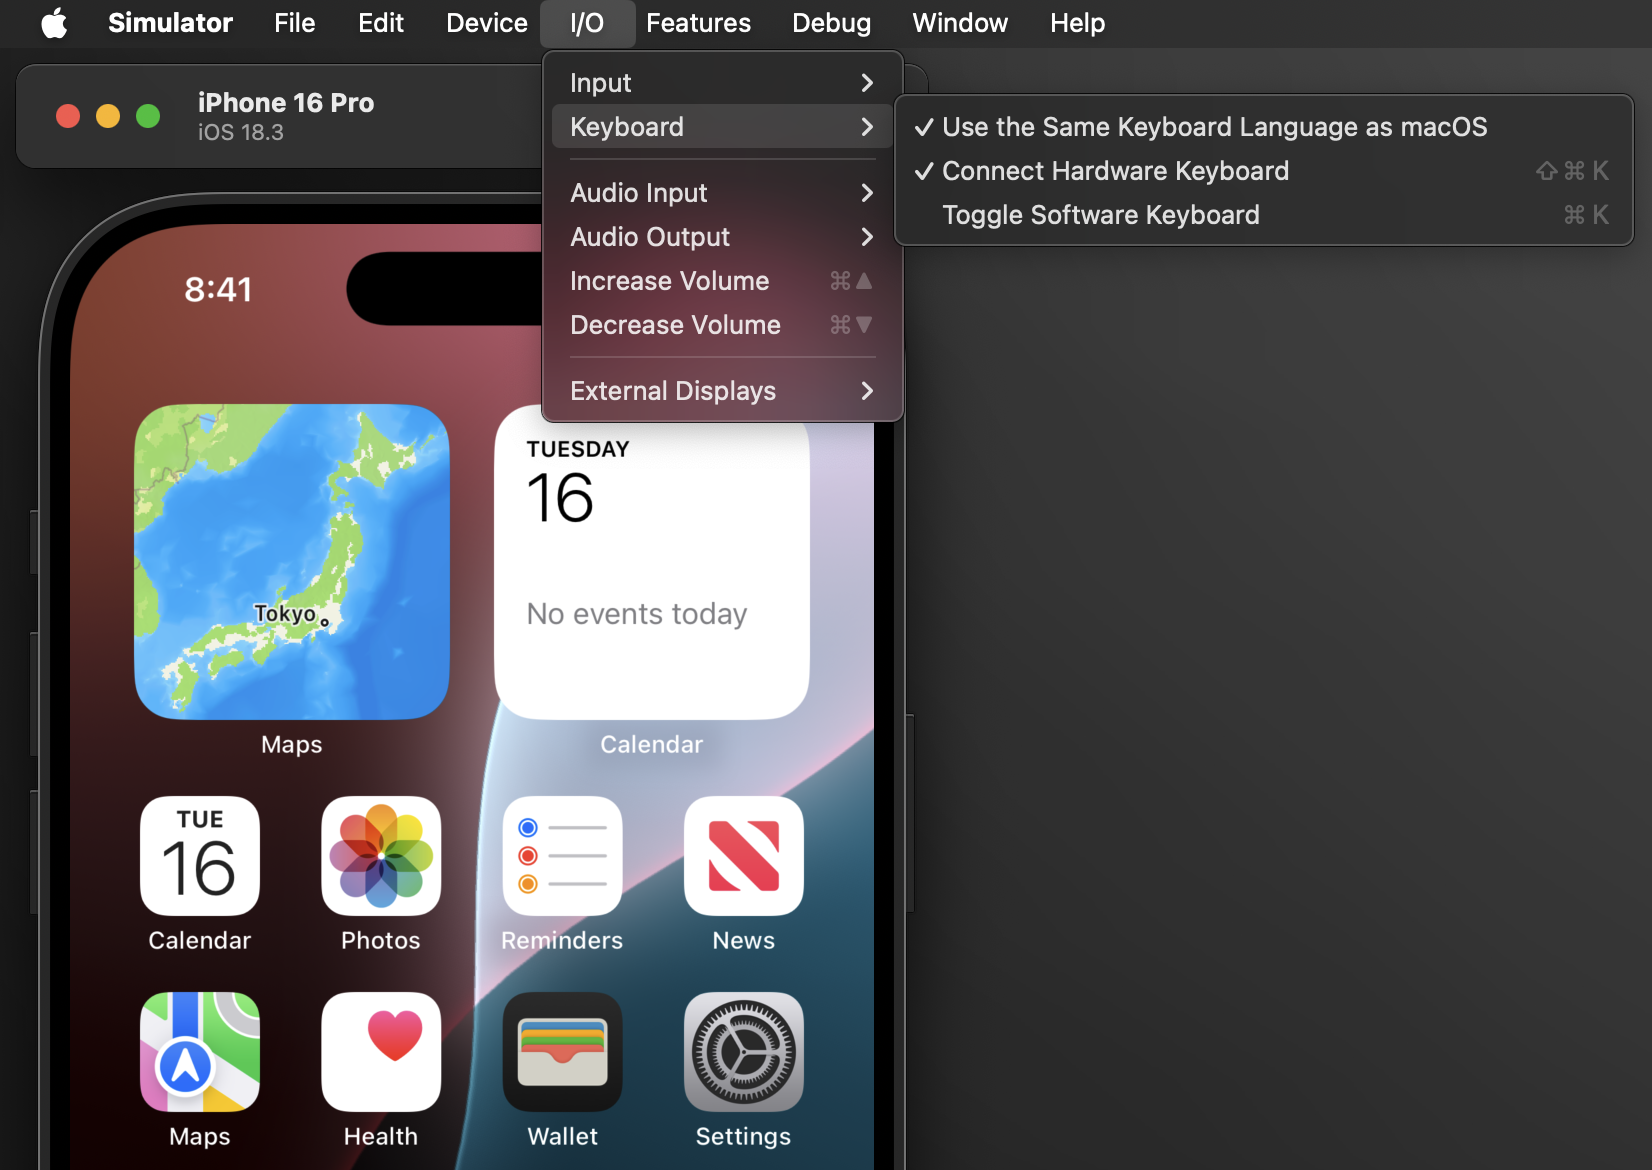 Simulator File Edit Device I/O Features Debug Window Help
iPhone 16 Pro
iOS 18.3
Input
Keyboard
Audio Input
Audio Output
Increase Volume ⌘▲
Decrease Volume ⌘▼
External Displays
✓ Use the Same Keyboard Language as macOS
✓ Connect Hardware Keyboard ⇧⌘K
Toggle Software Keyboard ⌘K
8:41
Tokyo
Maps
TUESDAY
16
No events today
Calendar
TUE
16
Calendar Photos Reminders News
Maps Health Wallet Settings